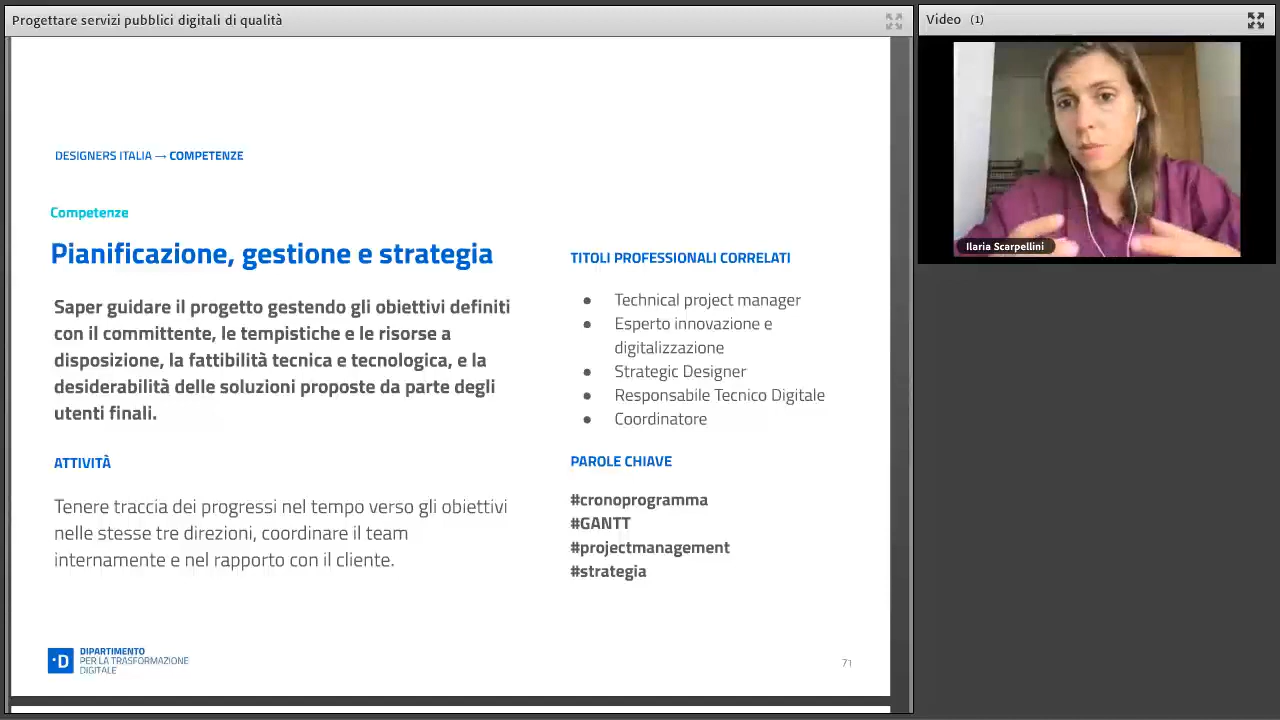 Progettare servizi pubblici digitali di qualità
Video (1)
Ilaria Scarpellini
DESIGNERS ITALIA → COMPETENZE
Competenze
Pianificazione, gestione e strategia
Saper guidare il progetto gestendo gli obiettivi definiti
con il committente, le tempistiche e le risorse a
disposizione, la fattibilità tecnica e tecnologica, e la
desiderabilità delle soluzioni proposte da parte degli
utenti finali.
ATTIVITÀ
Tenere traccia dei progressi nel tempo verso gli obiettivi
nelle stesse tre direzioni, coordinare il team
internamente e nel rapporto con il cliente.
TITOLI PROFESSIONALI CORRELATI
● Technical project manager
● Esperto innovazione e
digitalizzazione
● Strategic Designer
● Responsabile Tecnico Digitale
● Coordinatore
PAROLE CHIAVE
#cronoprogramma
#GANTT
#projectmanagement
#strategia
·D
DIPARTIMENTO
PER LA TRASFORMAZIONE
DIGITALE
71